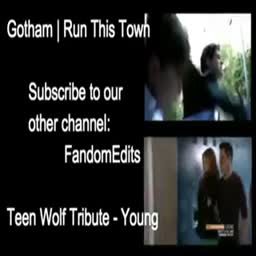 Gotham | Run This Town
Subscribe to our
other channel:
FandomEdits
Teen Wolf Tribute - Young